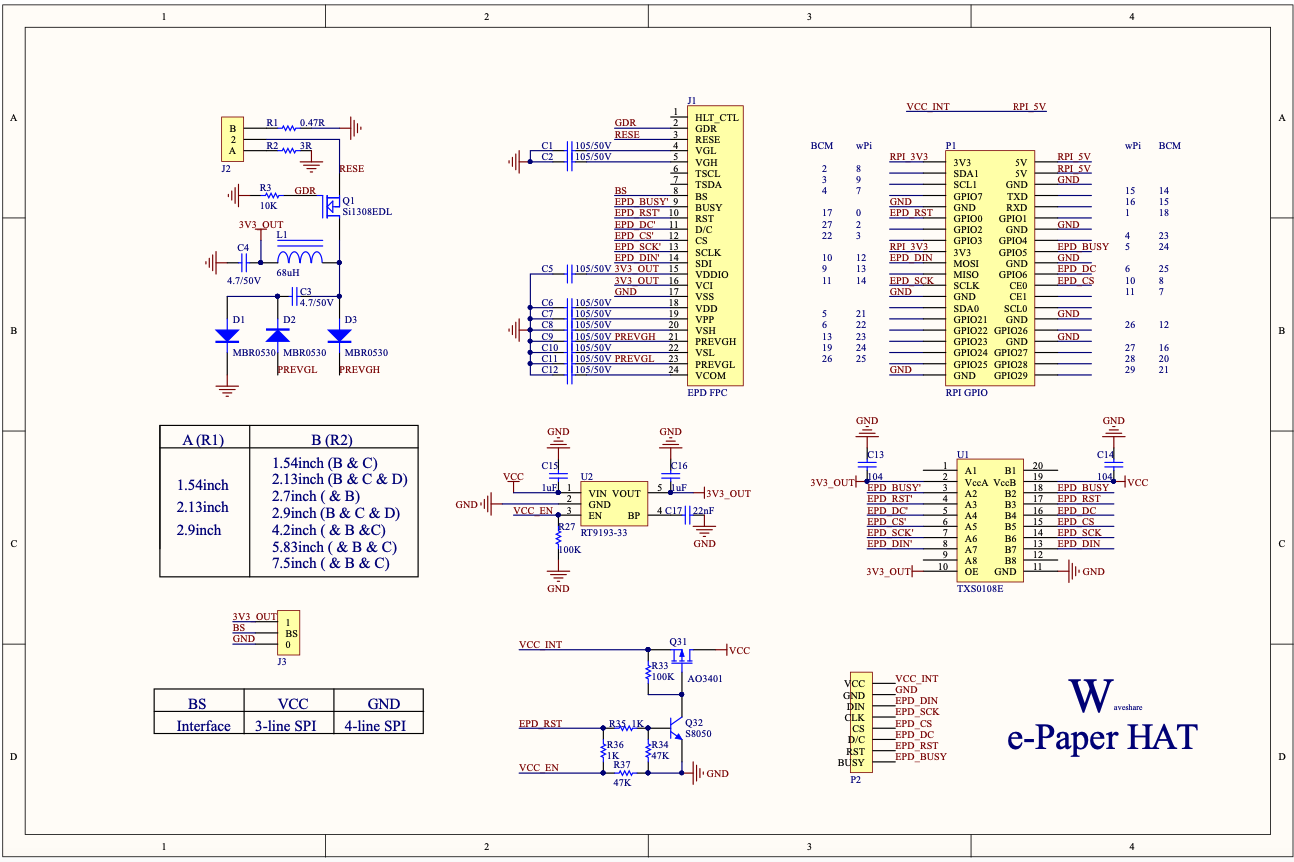 1 2 3 4
A A
B B
C C
D D
1 2 3 4
B
2
A
J2
R1 0.47R
R2 3R
RESE
R3
10K
GDR
Q1
Si1308EDL
3V3_OUT
L1
68uH
C4
4.7/50V
C3
4.7/50V
D1
MBR0530
D2
MBR0530
D3
MBR0530
PREVGL
PREVGH
J1
1 HLT_CTL
GDR 2 GDR
RESE 3 RESE
C1 105/50V 4 VGL
C2 105/50V 5 VGH
6 TSCL
7 TSDA
BS 8 BS
EPD_BUSY' 9 BUSY
EPD_RST' 10 RST
EPD_DC' 11 D/C
EPD_CS' 12 CS
EPD_SCK' 13 SCLK
EPD_DIN' 14 SDI
C5 105/50V 3V3_OUT 15 VDDIO
3V3_OUT 16 VCI
GND 17 VSS
C6 105/50V 18 VDD
C7 105/50V 19 VPP
C8 105/50V 20 VSH
C9 105/50V PREVGH 21 PREVGH
C10 105/50V 22 VSL
C11 105/50V PREVGL 23 PREVGL
C12 105/50V 24 VCOM
EPD FPC
VCC_INT RPI_5V
BCM wPi P1 wPi BCM
RPI_3V3 3V3 5V RPI_5V
2 8 SDA1 5V RPI_5V
3 9 SCL1 GND GND
4 7 GPIO7 TXD 15 14
GND GND RXD 16 15
17 0 EPD_RST GPIO0 GPIO1 1 18
27 2 GPIO2 GND GND
22 3 GPIO3 GPIO4 4 23
RPI_3V3 3V3 GPIO5 EPD_BUSY 5 24
10 12 EPD_DIN MOSI GND GND
9 13 MISO GPIO6 EPD_DC 6 25
11 14 EPD_SCK SCLK CE0 EPD_CS 10 8
GND GND CE1 11 7
SDA0 SCL0
5 21 GPIO21 GND GND
6 22 GPIO22 GPIO26 26 12
13 23 GPIO23 GND GND
19 24 GPIO24 GPIO27 27 16
26 25 GPIO25 GPIO28 28 20
GND GND GPIO29 29 21
RPI GPIO
A (R1) B (R2)
1.54inch
2.13inch
2.9inch
1.54inch (B & C)
2.13inch (B & C & D)
2.7inch ( & B)
2.9inch (B & C & D)
4.2inch ( & B &C)
5.83inch ( & B & C)
7.5inch ( & B & C)
GND GND
C15
1uF
C16
1uF
U2
VCC 1 VIN VOUT 5 3V3_OUT
GND 2 GND
VCC_EN 3 EN BP 4 C17 22nF
RT9193-33
R27
100K
GND
GND
GND GND
C13
104
C14
104
U1
1 A1 B1 20
3V3_OUT 2 VccA VccB 19 VCC
EPD_BUSY' 3 A2 B2 18 EPD_BUSY
EPD_RST' 4 A3 B3 17 EPD_RST
EPD_DC' 5 A4 B4 16 EPD_DC
EPD_CS' 6 A5 B5 15 EPD_CS
EPD_SCK' 7 A6 B6 14 EPD_SCK
EPD_DIN' 8 A7 B7 13 EPD_DIN
9 A8 B8 12
3V3_OUT 10 OE GND 11 GND
TXS0108E
3V3_OUT 1
BS BS
GND 0
J3
BS VCC GND
Interface 3-line SPI 4-line SPI
VCC_INT
Q31
VCC
AO3401
R33
100K
EPD_RST
R35 1K
Q32
S8050
R36
1K
R34
47K
VCC_EN
R37
47K
GND
VCC VCC_INT
GND GND
DIN EPD_DIN
CLK EPD_SCK
CS EPD_CS
D/C EPD_DC
RST EPD_RST
BUSY EPD_BUSY
P2
W aveshare
e-Paper HAT